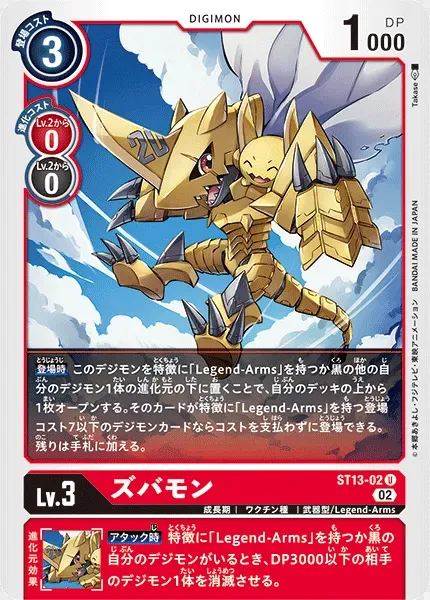 DIGIMON
登場コスト
3
DP
1000
進化コスト
Lv.2から
0
Lv.2から
0
20
Takase
©本郷あきよし・フジテレビ・東映アニメーション BANDAI MADE IN JAPAN
登場時 このデジモンを特徴に「Legend-Arms」を持つか黒の他の自
分のデジモン1体の進化元の下に置くことで、自分のデッキの上から
1枚オープンする。そのカードが特徴に「Legend-Arms」を持つ登場
コスト7以下のデジモンカードならコストを支払わずに登場できる。
残りは手札に加える。
ST13-02 U
02
Lv.3
ズバモン
成長期 | ワクチン種 | 武器型/Legend-Arms
進化元効果
アタック時 特徴に「Legend-Arms」を持つか黒の
自分のデジモンがいるとき、DP3000以下の相手
のデジモン1体を消滅させる。